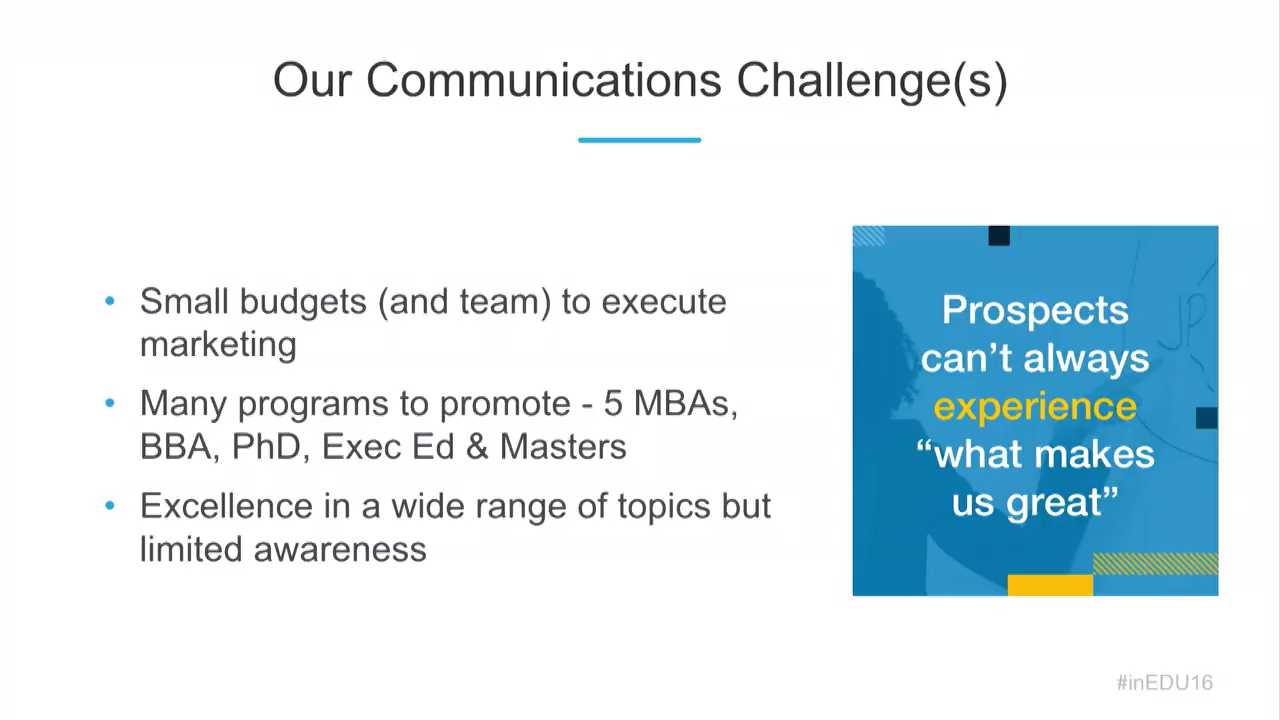 Our Communications Challenge(s)
• Small budgets (and team) to execute
marketing
• Many programs to promote - 5 MBAs,
BBA, PhD, Exec Ed & Masters
• Excellence in a wide range of topics but
limited awareness
Prospects
can’t always
experience
“what makes
us great”
#inEDU16